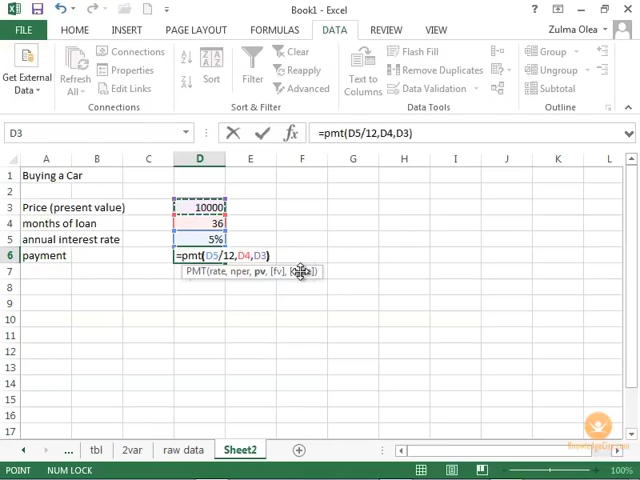 Book1 - Excel
FILE HOME INSERT PAGE LAYOUT FORMULAS DATA REVIEW VIEW Zulma Olea
Get External Data
Refresh All
Connections
Properties
Edit Links
Connections
Sort
Filter
Clear
Reapply
Advanced
Sort & Filter
Text to Columns
Flash Fill
Remove Duplicates
Data Validation
Data Tools
Group
Ungroup
Subtotal
Outline
D3 fx =pmt(D5/12,D4,D3)
A B C D E F G H I J K L
1 Buying a Car
2
3 Price (present value) 10000
4 months of loan 36
5 annual interest rate 5%
6 payment =pmt(D5/12,D4,D3)
7 PMT(rate, nper, pv, [fv],
8
9
10
11
12
13
14
15
16
17
... tbl 2var raw data Sheet2
POINT NUM LOCK 100%